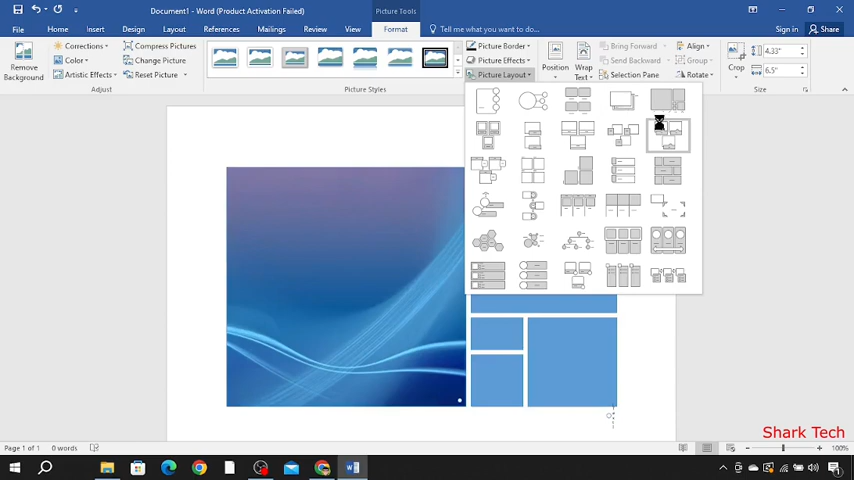 Document1 - Word (Product Activation Failed)
Picture Tools
File
Home
Insert
Design
Layout
References
Mailings
Review
View
Format
Tell me what you want to do...
Sign in
Share
Remove
Background
Corrections
Color
Artistic Effects
Compress Pictures
Change Picture
Reset Picture
Adjust
Picture Styles
Picture Border
Picture Effects
Picture Layout
Position
Wrap
Text
Bring Forward
Send Backward
Selection Pane
Align
Group
Rotate
Crop
4.33"
6.5"
Size
Shark Tech
Page 1 of 1
0 words
100%